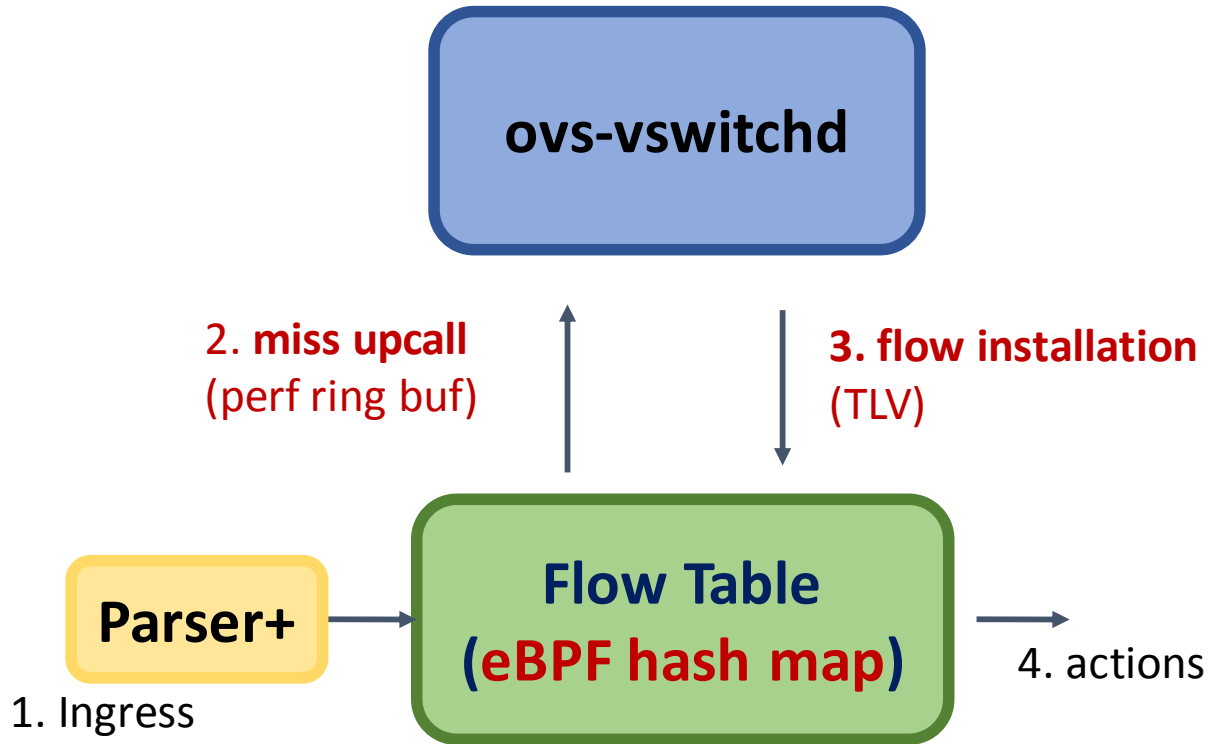 ovs-vswitchd
2. miss upcall
(perf ring buf)
3. flow installation
(TLV)
Parser+
1. Ingress
Flow Table
(eBPF hash map)
4. actions